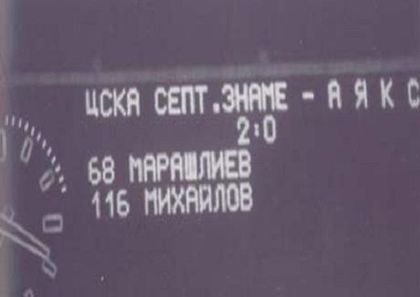 ЦСКА СЕПТ.ЗНАМЕ - А Я К С
2:0
68 МАРАШЛИЕВ
116 МИХАЙЛОВ